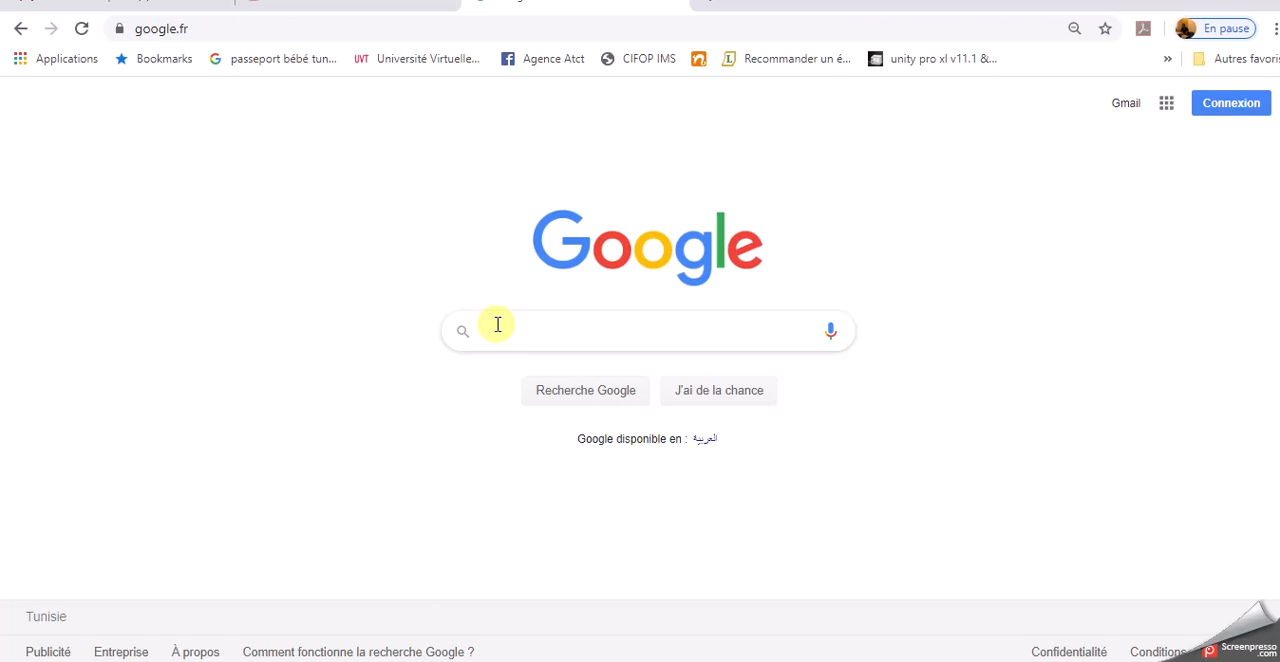 google.fr
En pause
Applications
Bookmarks
passeport bébé tun...
UVT Université Virtuelle...
Agence Atct
CIFOP IMS
Recommander un é...
unity pro xl v11.1 &...
»
Autres favoris
Gmail
Connexion
Google
Recherche Google
J'ai de la chance
Google disponible en : العربية
Tunisie
Publicité
Entreprise
À propos
Comment fonctionne la recherche Google ?
Confidentialité
Conditions
Screenpresso
.com